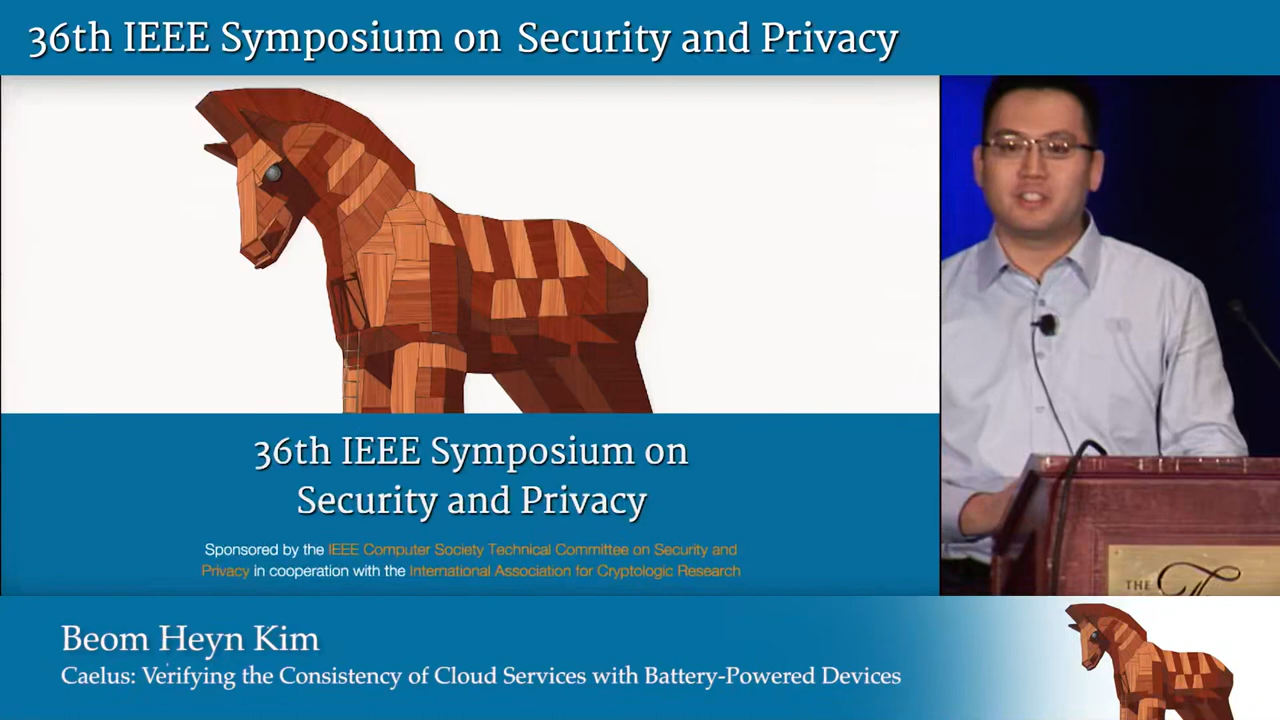 36th IEEE Symposium on Security and Privacy
36th IEEE Symposium on
Security and Privacy
Sponsored by the IEEE Computer Society Technical Committee on Security and
Privacy in cooperation with the International Association for Cryptologic Research
THE
Beom Heyn Kim
Caelus: Verifying the Consistency of Cloud Services with Battery-Powered Devices